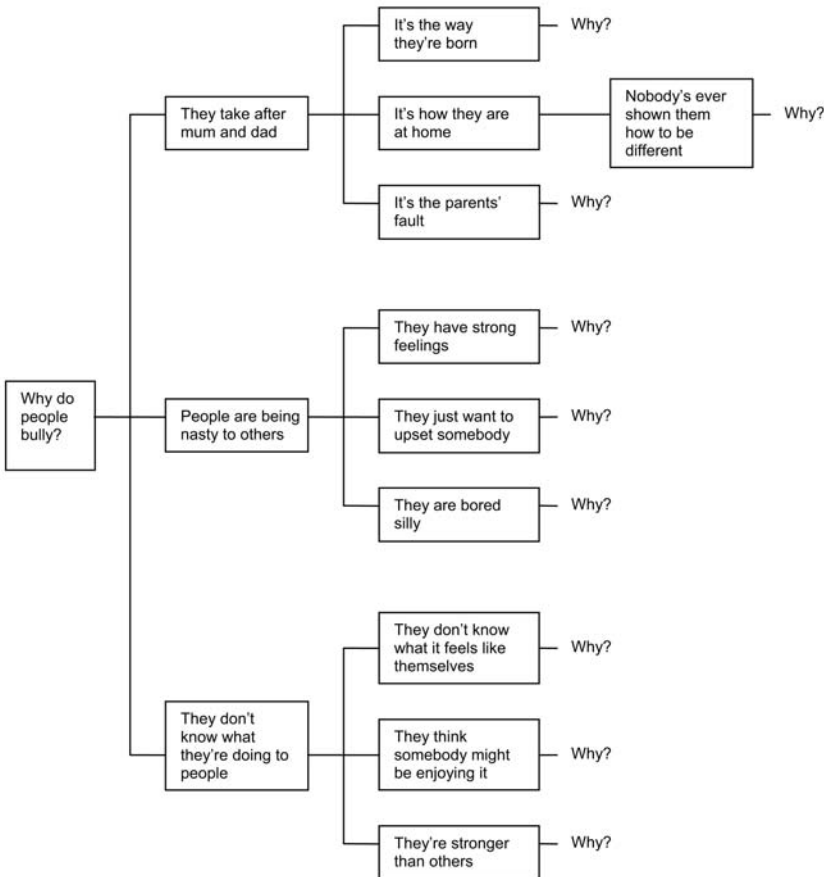 Why do
people
bully?
They take after
mum and dad
It's the way
they're born
Why?
It's how they are
at home
Nobody's ever
shown them
how to be
different
Why?
It's the parents'
fault
Why?
People are being
nasty to others
They have strong
feelings
Why?
They just want to
upset somebody
Why?
They are bored
silly
Why?
They don't
know what
they're doing to
people
They don't know
what it feels like
themselves
Why?
They think
somebody might
be enjoying it
Why?
They're stronger
than others
Why?